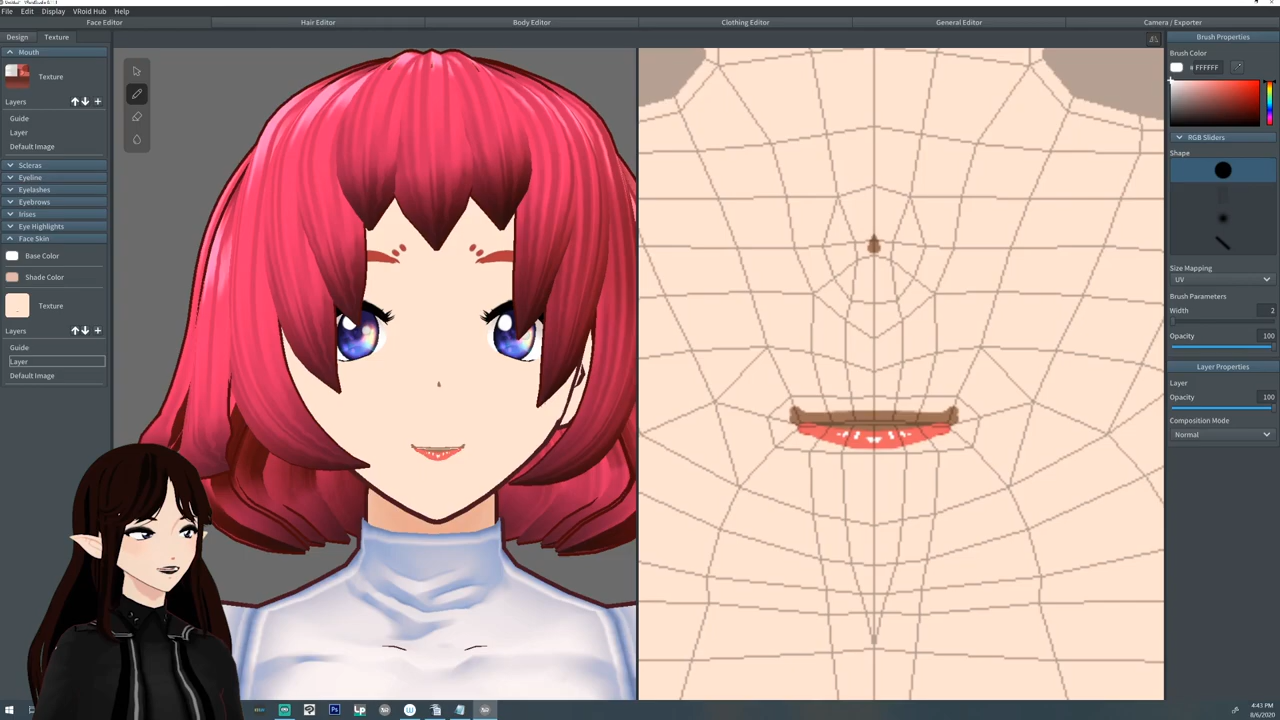 File Edit Display VRoid Hub Help
Face Editor Hair Editor Body Editor Clothing Editor General Editor Camera / Exporter
Design Texture
Mouth
Texture
Layers
Guide
Layer
Default Image
Scleras
Eyeline
Eyelashes
Eyebrows
Irises
Eye Highlights
Face Skin
Base Color
Shade Color
Texture
Layers
Guide
Layer
Default Image
Brush Properties
Brush Color
# FFFFFF
RGB Sliders
Shape
Size Mapping
UV
Brush Parameters
Width 2
Opacity 100
Layer Properties
Layer
Opacity 100
Composition Mode
Normal
Ps
4:43 PM
8/6/2020